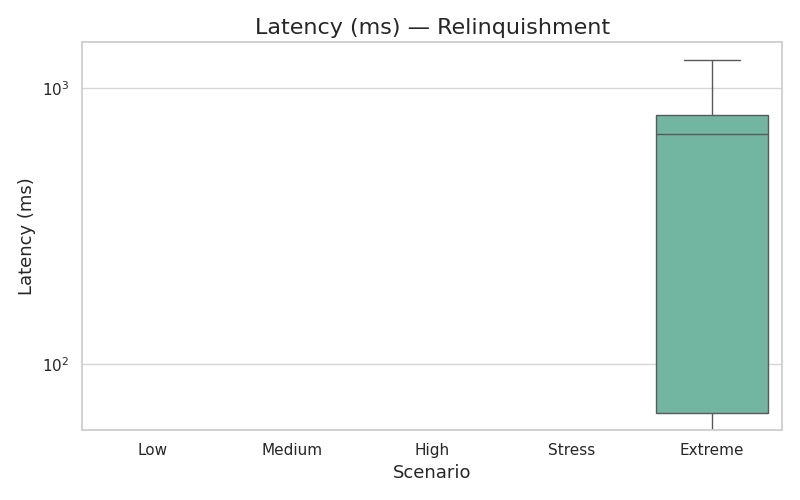 Latency (ms) — Relinquishment
10³
10²
Latency (ms)
Low Medium High Stress Extreme
Scenario